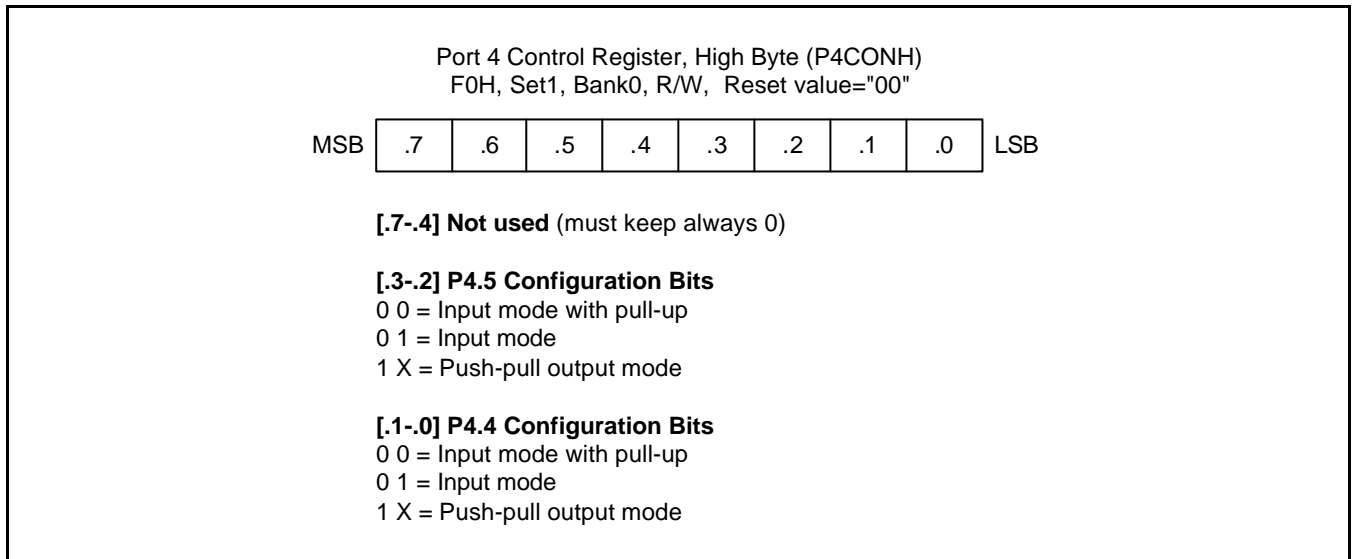 Port 4 Control Register, High Byte (P4CONH)
F0H, Set1, Bank0, R/W, Reset value="00"
MSB .7 .6 .5 .4 .3 .2 .1 .0 LSB
[.7-.4] Not used (must keep always 0)
[.3-.2] P4.5 Configuration Bits
0 0 = Input mode with pull-up
0 1 = Input mode
1 X = Push-pull output mode
[.1-.0] P4.4 Configuration Bits
0 0 = Input mode with pull-up
0 1 = Input mode
1 X = Push-pull output mode